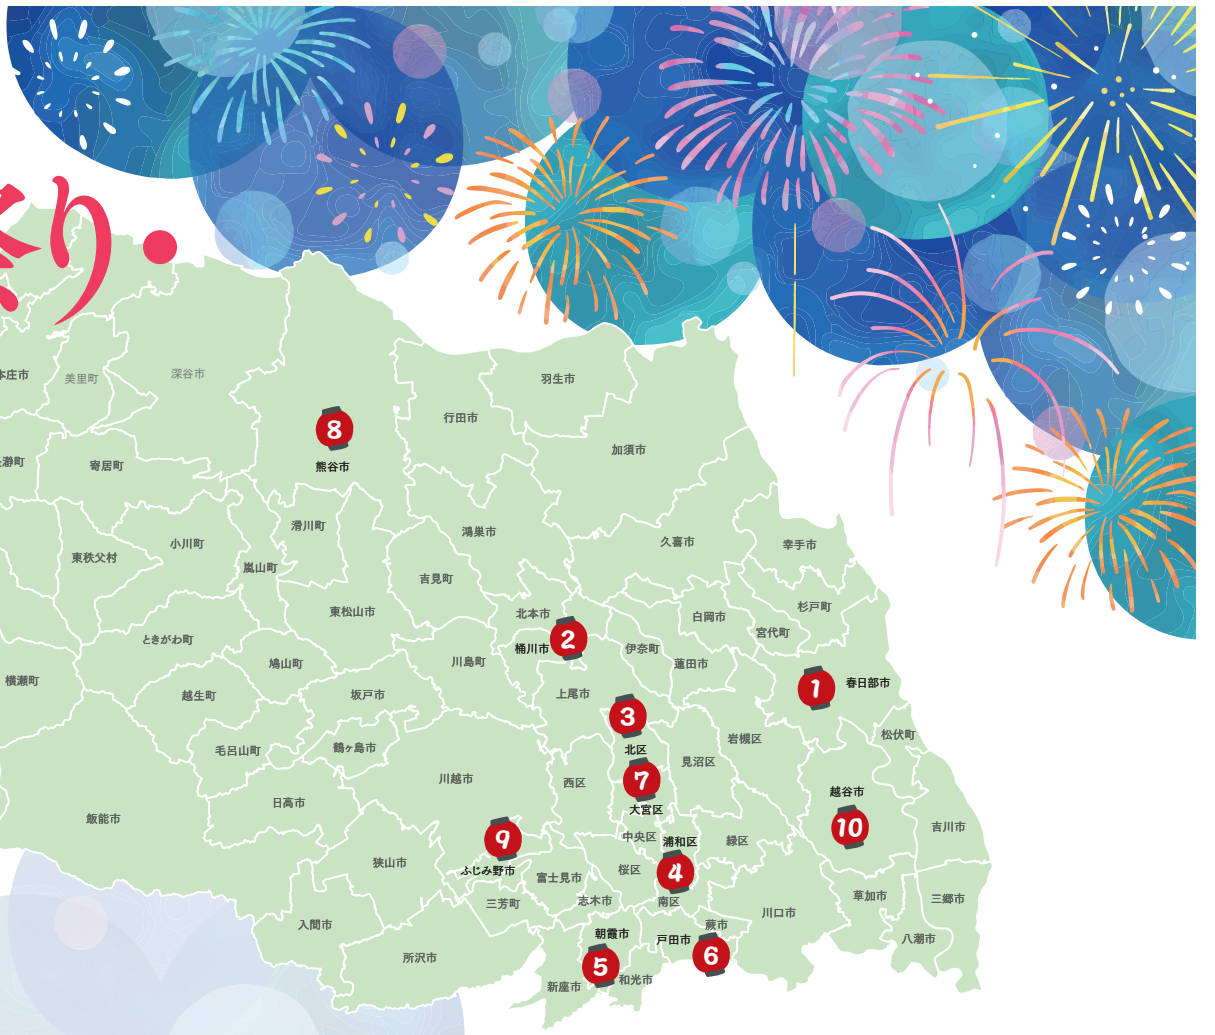 り・
本庄市
美里町
深谷市
羽生市
行田市
8
加須市
瀞町
寄居町
熊谷市
滑川町
鴻巣市
久喜市
幸手市
小川町
東秩父村
嵐山町
吉見町
東松山市
北本市
白岡市
杉戸町
宮代町
ときがわ町
2
桶川市
伊奈町
蓮田市
鳩山町
川島町
横瀬町
越生町
坂戸市
上尾市
1
春日部市
3
松伏町
岩槻区
毛呂山町
鶴ヶ島市
北区
見沼区
川越市
西区
7
越谷市
日高市
大宮区
飯能市
10
吉川市
9
中央区
浦和区
緑区
狭山市
ふじみ野市
富士見市
桜区
4
草加市
三郷市
三芳町
志木市
南区
川口市
入間市
蕨市
朝霞市
戸田市
八潮市
所沢市
5
6
新座市
和光市